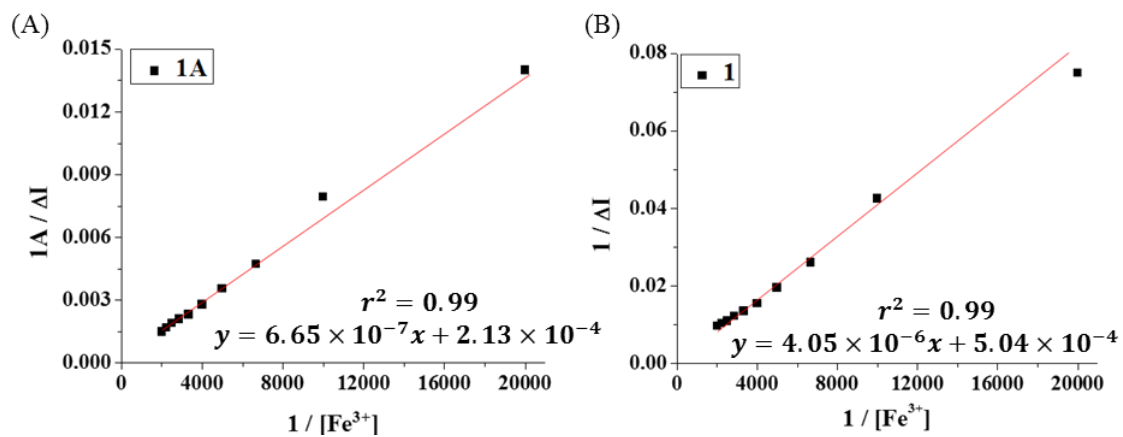 (A)
1A
0.015
0.012
0.009
0.006
0.003
0.000
1A / ΔI
r² = 0.99
y = 6.65 × 10⁻⁷x + 2.13 × 10⁻⁴
0 4000 8000 12000 16000 20000
1 / [Fe³⁺]
(B)
1
0.08
0.06
0.04
0.02
0.00
1 / ΔI
r² = 0.99
y = 4.05 × 10⁻⁶x + 5.04 × 10⁻⁴
0 4000 8000 12000 16000 20000
1 / [Fe³⁺]